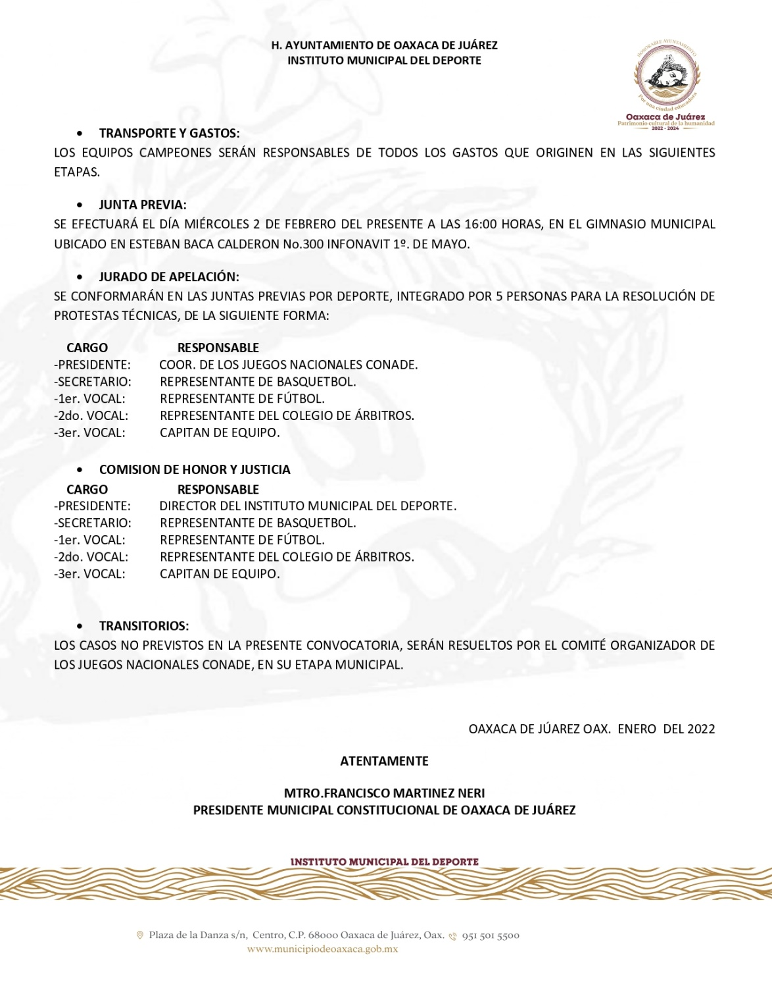 H. AYUNTAMIENTO DE OAXACA DE JUÁREZ
INSTITUTO MUNICIPAL DEL DEPORTE
HONORABLE AYUNTAMIENTO
Por una ciudad educadora
Oaxaca de Juárez
Patrimonio cultural de la humanidad
2022 - 2024
• TRANSPORTE Y GASTOS:
LOS EQUIPOS CAMPEONES SERÁN RESPONSABLES DE TODOS LOS GASTOS QUE ORIGINEN EN LAS SIGUIENTES
ETAPAS.
• JUNTA PREVIA:
SE EFECTUARÁ EL DÍA MIÉRCOLES 2 DE FEBRERO DEL PRESENTE A LAS 16:00 HORAS, EN EL GIMNASIO MUNICIPAL
UBICADO EN ESTEBAN BACA CALDERON No.300 INFONAVIT 1º. DE MAYO.
• JURADO DE APELACIÓN:
SE CONFORMARÁN EN LAS JUNTAS PREVIAS POR DEPORTE, INTEGRADO POR 5 PERSONAS PARA LA RESOLUCIÓN DE
PROTESTAS TÉCNICAS, DE LA SIGUIENTE FORMA:
CARGO RESPONSABLE
-PRESIDENTE: COOR. DE LOS JUEGOS NACIONALES CONADE.
-SECRETARIO: REPRESENTANTE DE BASQUETBOL.
-1er. VOCAL: REPRESENTANTE DE FÚTBOL.
-2do. VOCAL: REPRESENTANTE DEL COLEGIO DE ÁRBITROS.
-3er. VOCAL: CAPITAN DE EQUIPO.
• COMISION DE HONOR Y JUSTICIA
CARGO RESPONSABLE
-PRESIDENTE: DIRECTOR DEL INSTITUTO MUNICIPAL DEL DEPORTE.
-SECRETARIO: REPRESENTANTE DE BASQUETBOL.
-1er. VOCAL: REPRESENTANTE DE FÚTBOL.
-2do. VOCAL: REPRESENTANTE DEL COLEGIO DE ÁRBITROS.
-3er. VOCAL: CAPITAN DE EQUIPO.
• TRANSITORIOS:
LOS CASOS NO PREVISTOS EN LA PRESENTE CONVOCATORIA, SERÁN RESUELTOS POR EL COMITÉ ORGANIZADOR DE
LOS JUEGOS NACIONALES CONADE, EN SU ETAPA MUNICIPAL.
OAXACA DE JÚAREZ OAX. ENERO DEL 2022
ATENTAMENTE
MTRO.FRANCISCO MARTINEZ NERI
PRESIDENTE MUNICIPAL CONSTITUCIONAL DE OAXACA DE JUÁREZ
INSTITUTO MUNICIPAL DEL DEPORTE
Plaza de la Danza s/n, Centro, C.P. 68000 Oaxaca de Juárez, Oax. 951 501 5500
www.municipiodeoaxaca.gob.mx